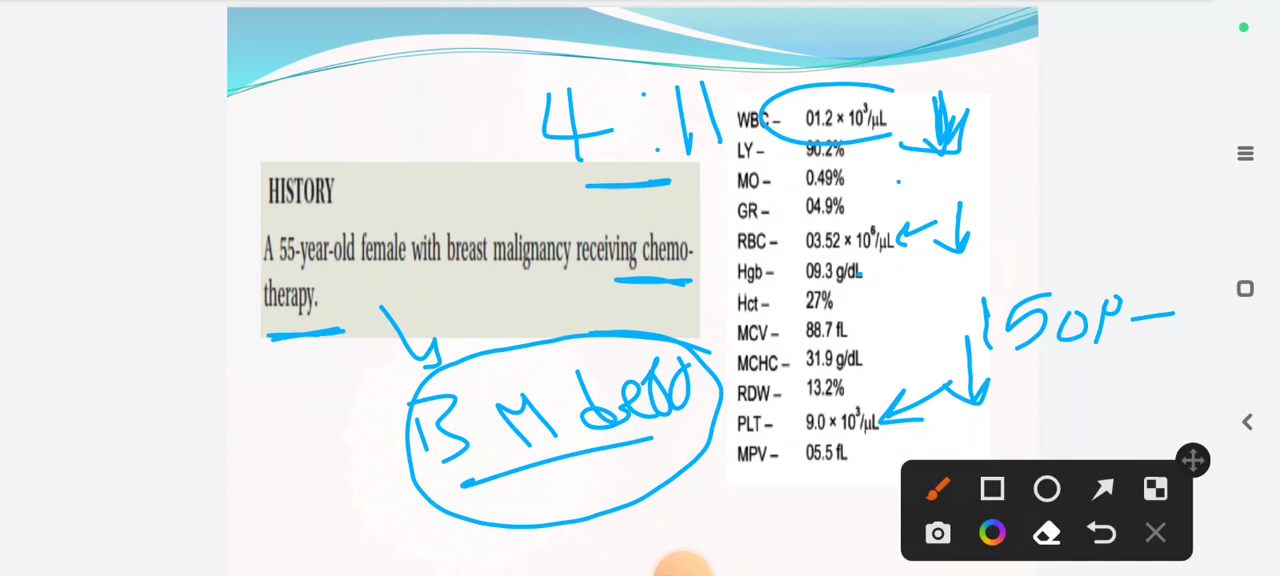 4 : 11
HISTORY
A 55-year-old female with breast malignancy receiving chemo-
therapy.
B M
WBC – 01.2 × 10³/µL
LY – 90.2%
MO – 0.49%
GR – 04.9%
RBC – 03.52 × 10⁶/µL
Hgb – 09.3 g/dL
Hct – 27%
MCV – 88.7 fL
MCHC – 31.9 g/dL
RDW – 13.2%
PLT – 9.0 × 10³/µL
MPV – 05.5 fL
150